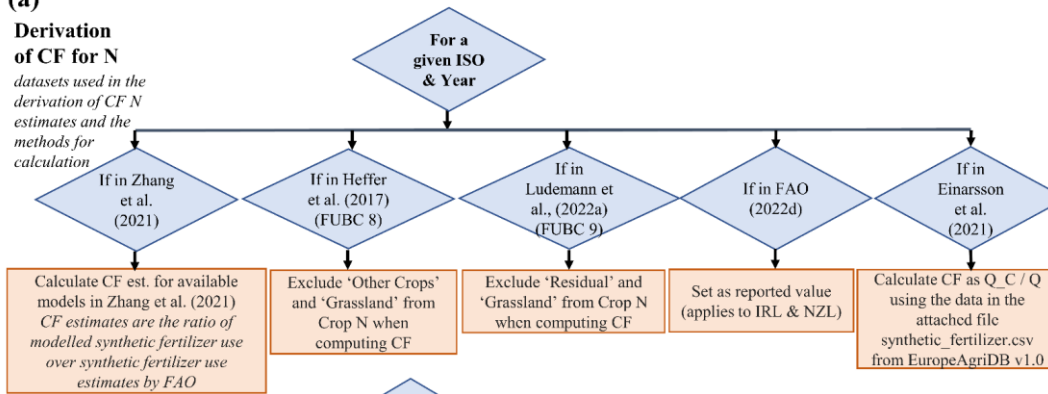 (a)
Derivation
of CF for N
datasets used in the
derivation of CF N
estimates and the
methods for
calculation
For a
given ISO
& Year
If in Zhang
et al.
(2021)
If in Heffer
et al. (2017)
(FUBC 8)
If in
Ludemann et
al., (2022a)
(FUBC 9)
If in FAO
(2022d)
If in
Einarsson
et al.
(2021)
Calculate CF est. for available
models in Zhang et al. (2021)
CF estimates are the ratio of
modelled synthetic fertilizer use
over synthetic fertilizer use
estimates by FAO
Exclude ‘Other Crops’
and ‘Grassland’ from
Crop N when
computing CF
Exclude ‘Residual’ and
‘Grassland’ from Crop N
when computing CF
Set as reported value
(applies to IRL & NZL)
Calculate CF as Q_C / Q
using the data in the
attached file
synthetic_fertilizer.csv
from EuropeAgriDB v1.0